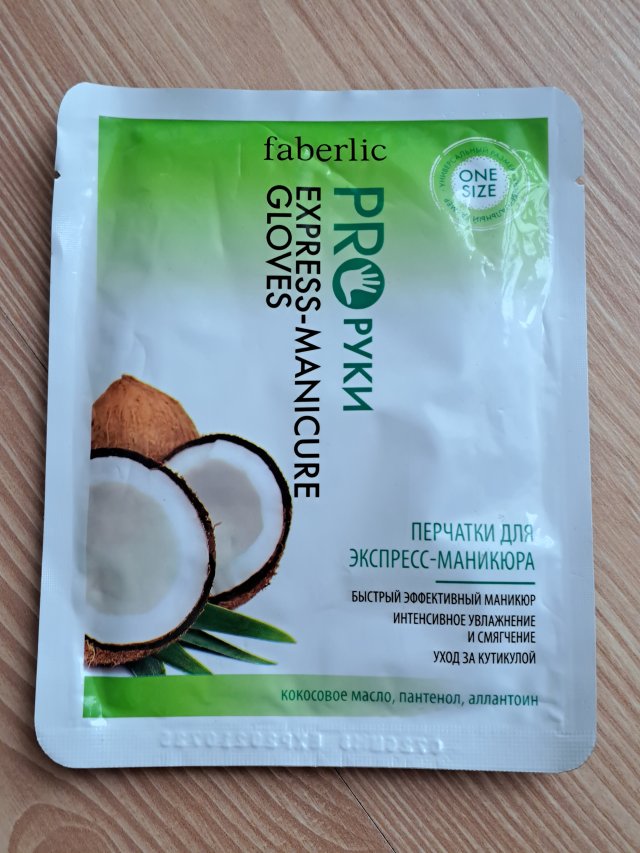 faberlic
ONE
SIZE
PRO РУКИ
EXPRESS-MANICURE
GLOVES
ПЕРЧАТКИ ДЛЯ
ЭКСПРЕСС-МАНИКЮРА
БЫСТРЫЙ ЭФФЕКТИВНЫЙ МАНИКЮР
ИНТЕНСИВНОЕ УВЛАЖНЕНИЕ
И СМЯГЧЕНИЕ
УХОД ЗА КУТИКУЛОЙ
кокосовое масло, пантенол, аллантоин